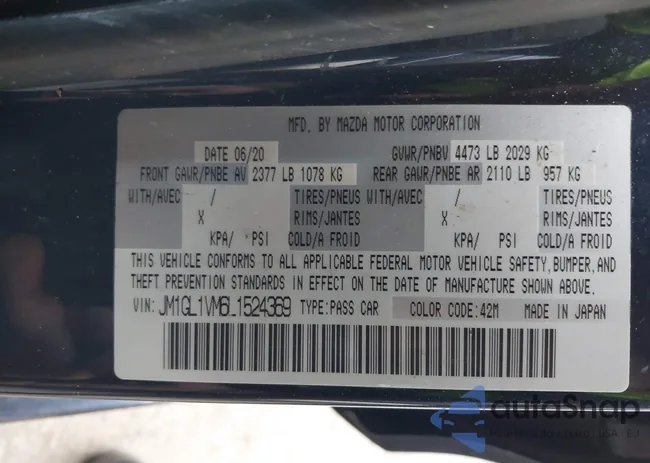 MFD. BY MAZDA MOTOR CORPORATION
DATE 06/20 GVWR/PNBV 4473 LB 2029 KG
FRONT GAWR/PNBE AV 2377 LB 1078 KG REAR GAWR/PNBE AR 2110 LB 957 KG
WITH/AVEC / TIRES/PNEUS WITH/AVEC / TIRES/PNEUS
X RIMS/JANTES X RIMS/JANTES
KPA/ PSI COLD/A FROID KPA/ PSI COLD/A FROID
THIS VEHICLE CONFORMS TO ALL APPLICABLE FEDERAL MOTOR VEHICLE SAFETY, BUMPER, AND
THEFT PREVENTION STANDARDS IN EFFECT ON THE DATE OF MANUFACTURE SHOWN ABOVE.
VIN: JM1GL1VM6L1524369 TYPE: PASS CAR COLOR CODE: 42M MADE IN JAPAN
autoSnap